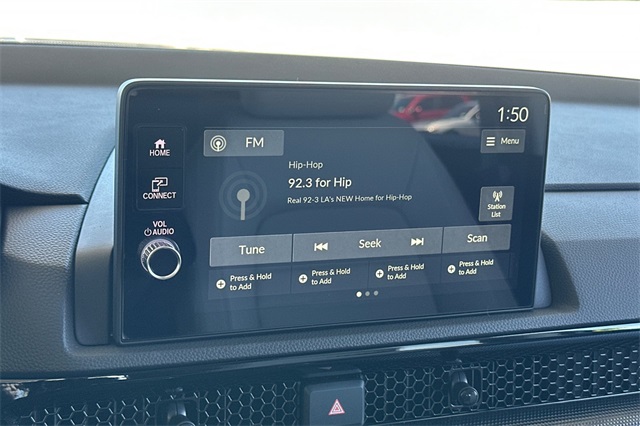 1:50
HOME
FM
Menu
Hip-Hop
92.3 for Hip
Real 92-3 LA's NEW Home for Hip-Hop
CONNECT
Station
List
VOL
AUDIO
Tune
Seek
Scan
Press & Hold
to Add
Press & Hold
to Add
Press & Hold
to Add
Press & Hold
to Add